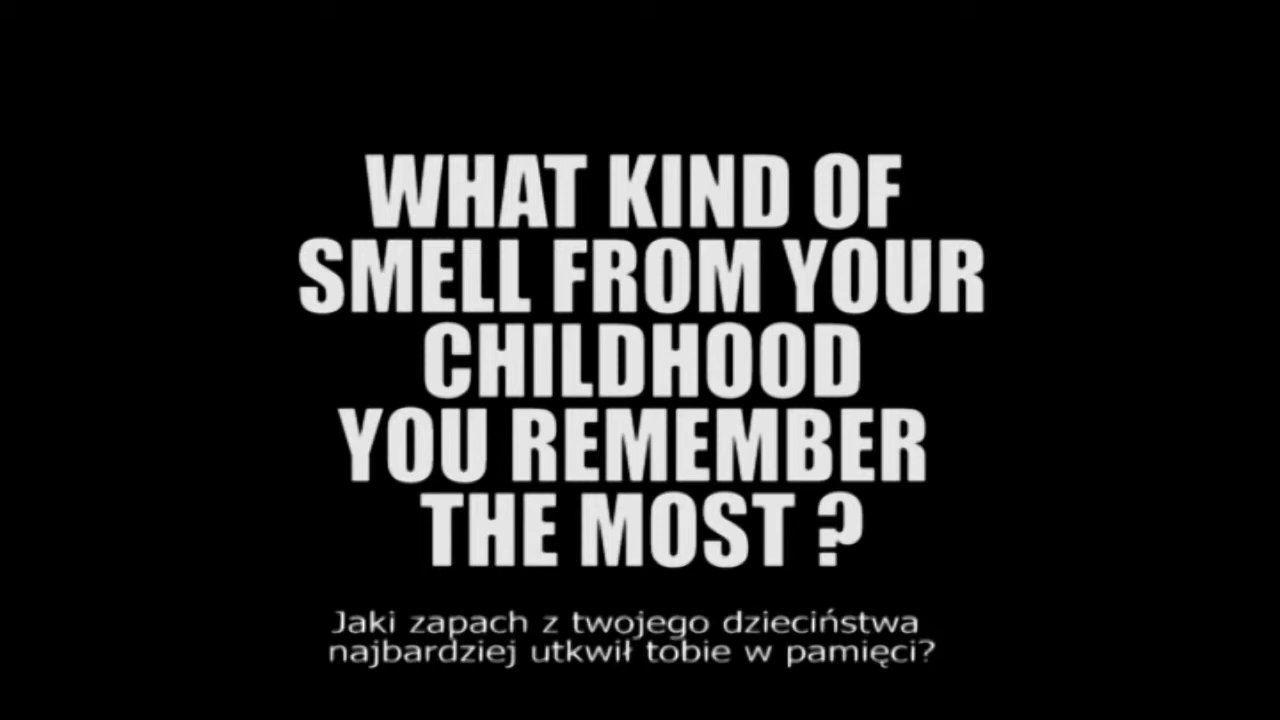 WHAT KIND OF
SMELL FROM YOUR
CHILDHOOD
YOU REMEMBER
THE MOST ?
Jaki zapach z twojego dzieciństwa
najbardziej utkwił tobie w pamięci?